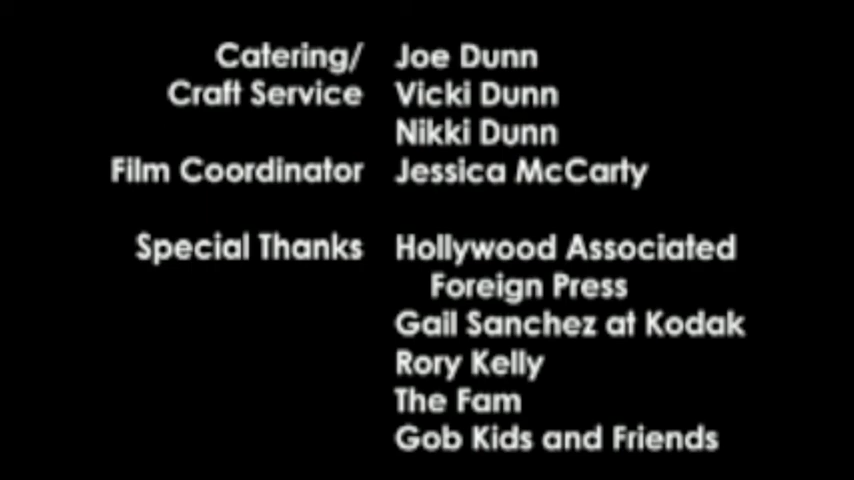 Catering/ Joe Dunn
Craft Service Vicki Dunn
Nikki Dunn
Film Coordinator Jessica McCarty
Special Thanks Hollywood Associated
Foreign Press
Gail Sanchez at Kodak
Rory Kelly
The Fam
Gob Kids and Friends